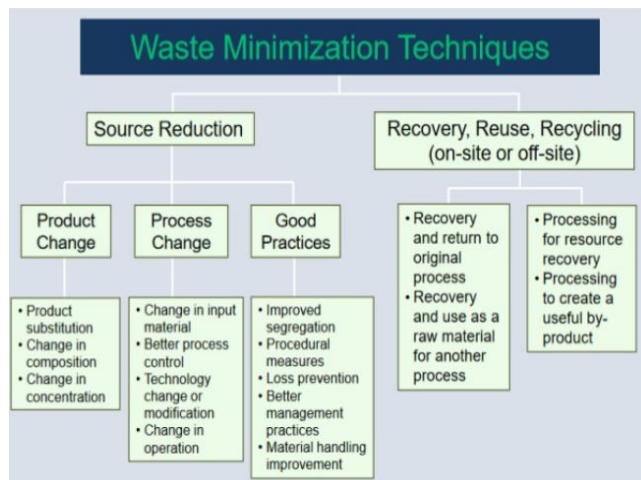 Waste Minimization Techniques
Source Reduction
Recovery, Reuse, Recycling
(on-site or off-site)
Product
Change
Process
Change
Good
Practices
• Recovery
and return to
original
process
• Recovery
and use as a
raw material
for another
process
• Processing
for resource
recovery
• Processing
to create a
useful by-
product
• Product
substitution
• Change in
composition
• Change in
concentration
• Change in input
material
• Better process
control
• Technology
change or
modification
• Change in
operation
• Improved
segregation
• Procedural
measures
• Loss prevention
• Better
management
practices
• Material handling
improvement